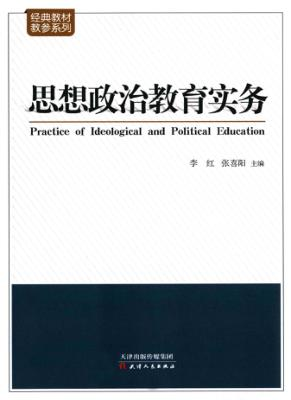 经典教材
教参系列
思想政治教育实务
Practice of Ideological and Political Education
李 红 张喜阳 主编
天津出版传媒集团
天津人民出版社